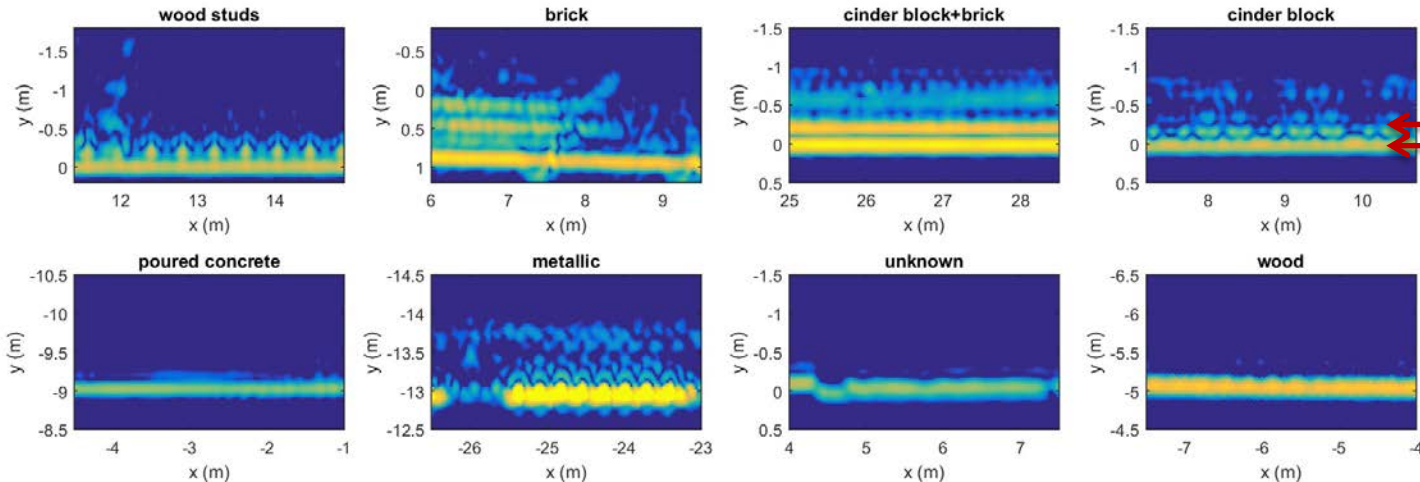 wood studs
-1.5
-1
-0.5
0
y (m)
12
13
14
x (m)
brick
-0.5
0
0.5
1
y (m)
6
7
8
9
x (m)
cinder block+brick
-1.5
-1
-0.5
0
0.5
y (m)
25
26
27
28
x (m)
cinder block
-1.5
-1
-0.5
0
0.5
y (m)
8
9
10
x (m)
poured concrete
-10.5
-10
-9.5
-9
-8.5
y (m)
-4
-3
-2
-1
x (m)
metallic
-14.5
-14
-13.5
-13
-12.5
y (m)
-26
-25
-24
-23
x (m)
unknown
-1.5
-1
-0.5
0
0.5
y (m)
4
5
6
7
x (m)
wood
-6.5
-6
-5.5
-5
-4.5
y (m)
-7
-6
-5
-4
x (m)